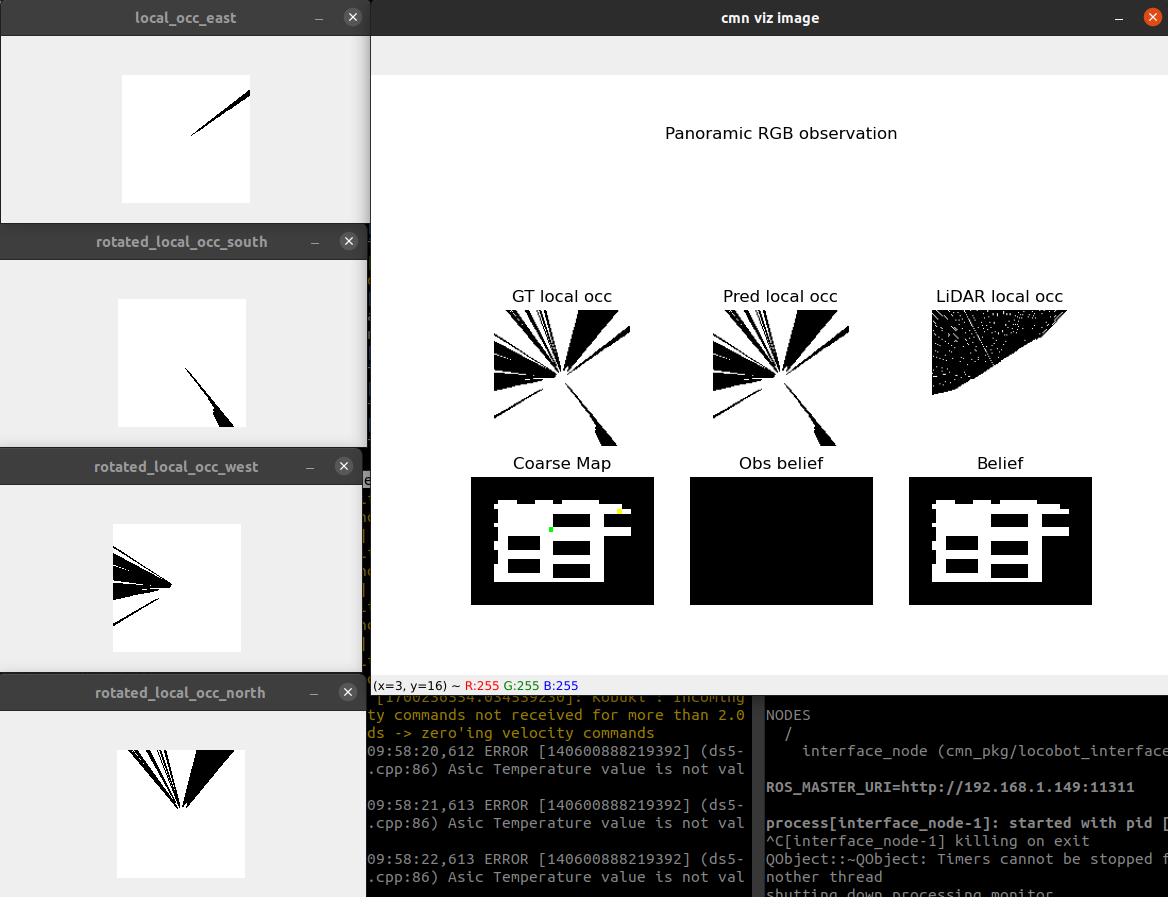 local_occ_east
cmn viz image
Panoramic RGB observation
rotated_local_occ_south
GT local occ
Pred local occ
LiDAR local occ
rotated_local_occ_west
Coarse Map
Obs belief
Belief
rotated_local_occ_north
(x=3, y=16) ~ R:255 G:255 B:255
ty commands not received for more than 2.0
ds -> zero'ing velocity commands
09:58:20,612 ERROR [140600888219392] (ds5-
.cpp:86) Asic Temperature value is not val
09:58:21,613 ERROR [140600888219392] (ds5-
.cpp:86) Asic Temperature value is not val
09:58:22,613 ERROR [140600888219392] (ds5-
.cpp:86) Asic Temperature value is not val
NODES
/
interface_node (cmn_pkg/locobot_interface
ROS_MASTER_URI=http://192.168.1.149:11311
process[interface_node-1]: started with pid [
^C[interface_node-1] killing on exit
QObject::~QObject: Timers cannot be stopped f
nother thread
shutting down processing monitor